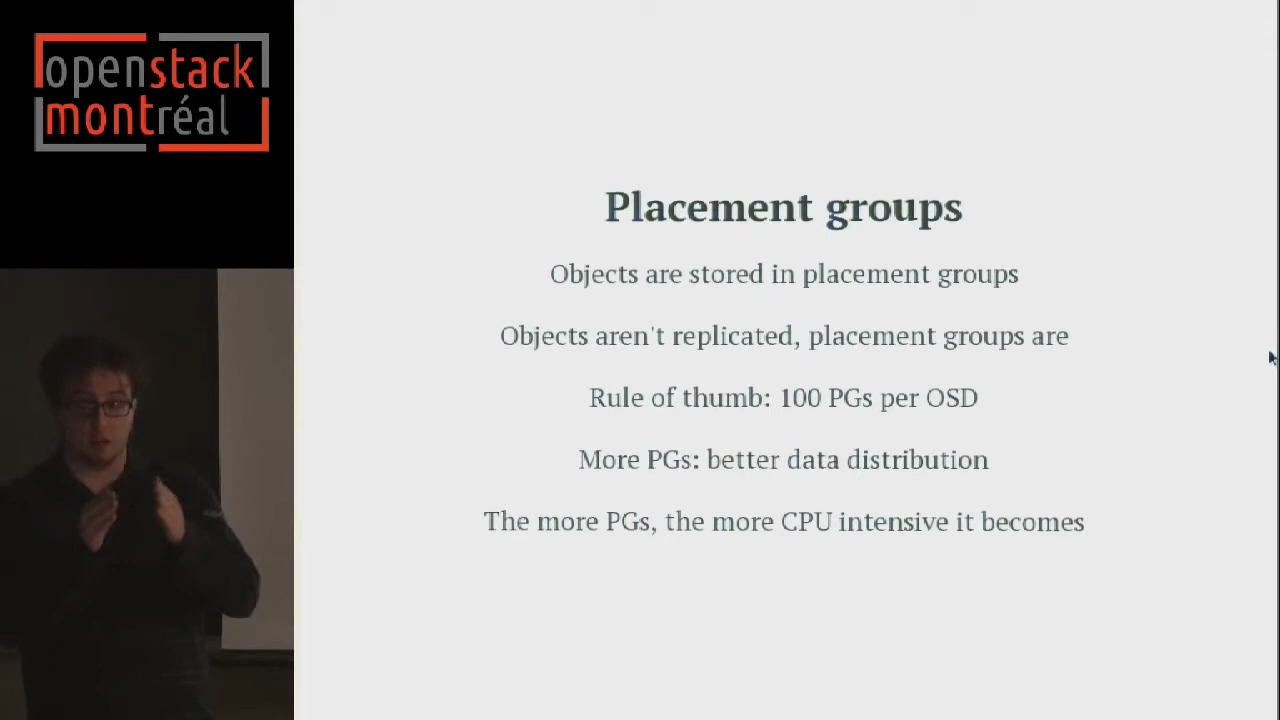 openstack
montréal
Placement groups
Objects are stored in placement groups
Objects aren't replicated, placement groups are
Rule of thumb: 100 PGs per OSD
More PGs: better data distribution
The more PGs, the more CPU intensive it becomes